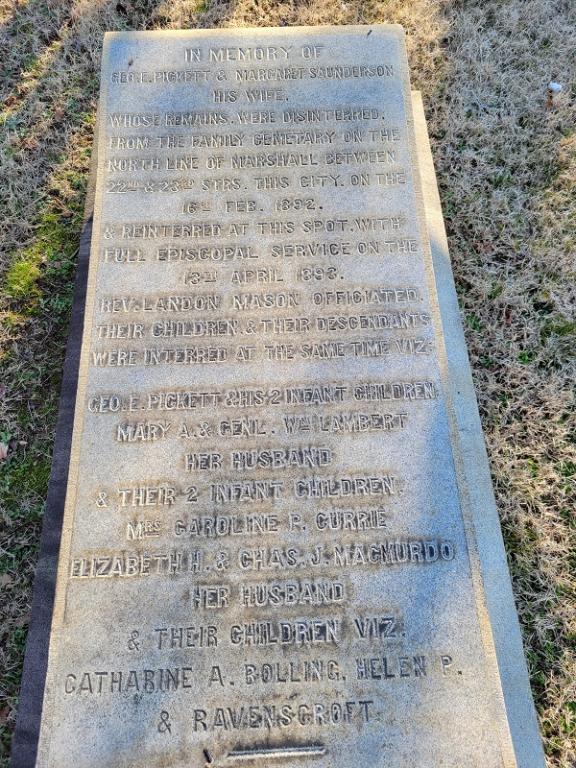 IN MEMORY OF
GEO. E. PICKETT & MARGARET SAUNDERSON
HIS WIFE.
WHOSE REMAINS. WERE DISINTERRED.
FROM THE FAMILY CEMETARY ON THE
NORTH LINE OF MARSHALL BETWEEN
22ND & 23RD STRS. THIS CITY. ON THE
16TH FEB. 1892.
& REINTERRED AT THIS SPOT. WITH
FULL EPISCOPAL SERVICE ON THE
13TH APRIL 1893.
REV. LANDON MASON OFFICIATED.
THEIR CHILDREN & THEIR DESCENDANTS
WERE INTERRED AT THE SAME TIME VIZ:
GEO. E. PICKETT & HIS 2 INFANT CHILDREN
MARY A. & GENL. WM LAMBERT
HER HUSBAND
& THEIR 2 INFANT CHILDREN.
MRS CAROLINE P. CURRIE
ELIZABETH H. & CHAS. J. MACMURDO
HER HUSBAND
& THEIR CHILDREN VIZ.
CATHARINE A. BOLLING, HELEN P.
& RAVENSCROFT.